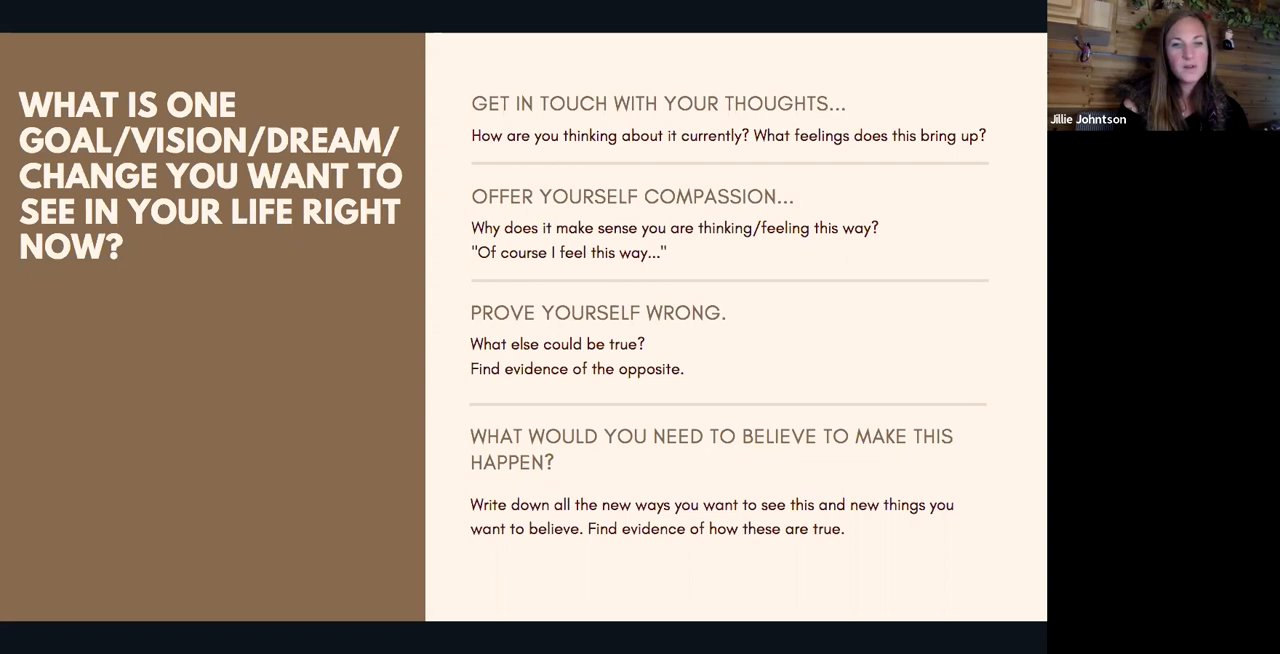 WHAT IS ONE
GOAL/VISION/DREAM/
CHANGE YOU WANT TO
SEE IN YOUR LIFE RIGHT
NOW?
GET IN TOUCH WITH YOUR THOUGHTS...
How are you thinking about it currently? What feelings does this bring up?
OFFER YOURSELF COMPASSION...
Why does it make sense you are thinking/feeling this way?
"Of course I feel this way..."
PROVE YOURSELF WRONG.
What else could be true?
Find evidence of the opposite.
WHAT WOULD YOU NEED TO BELIEVE TO MAKE THIS
HAPPEN?
Write down all the new ways you want to see this and new things you
want to believe. Find evidence of how these are true.
Jillie Johntson